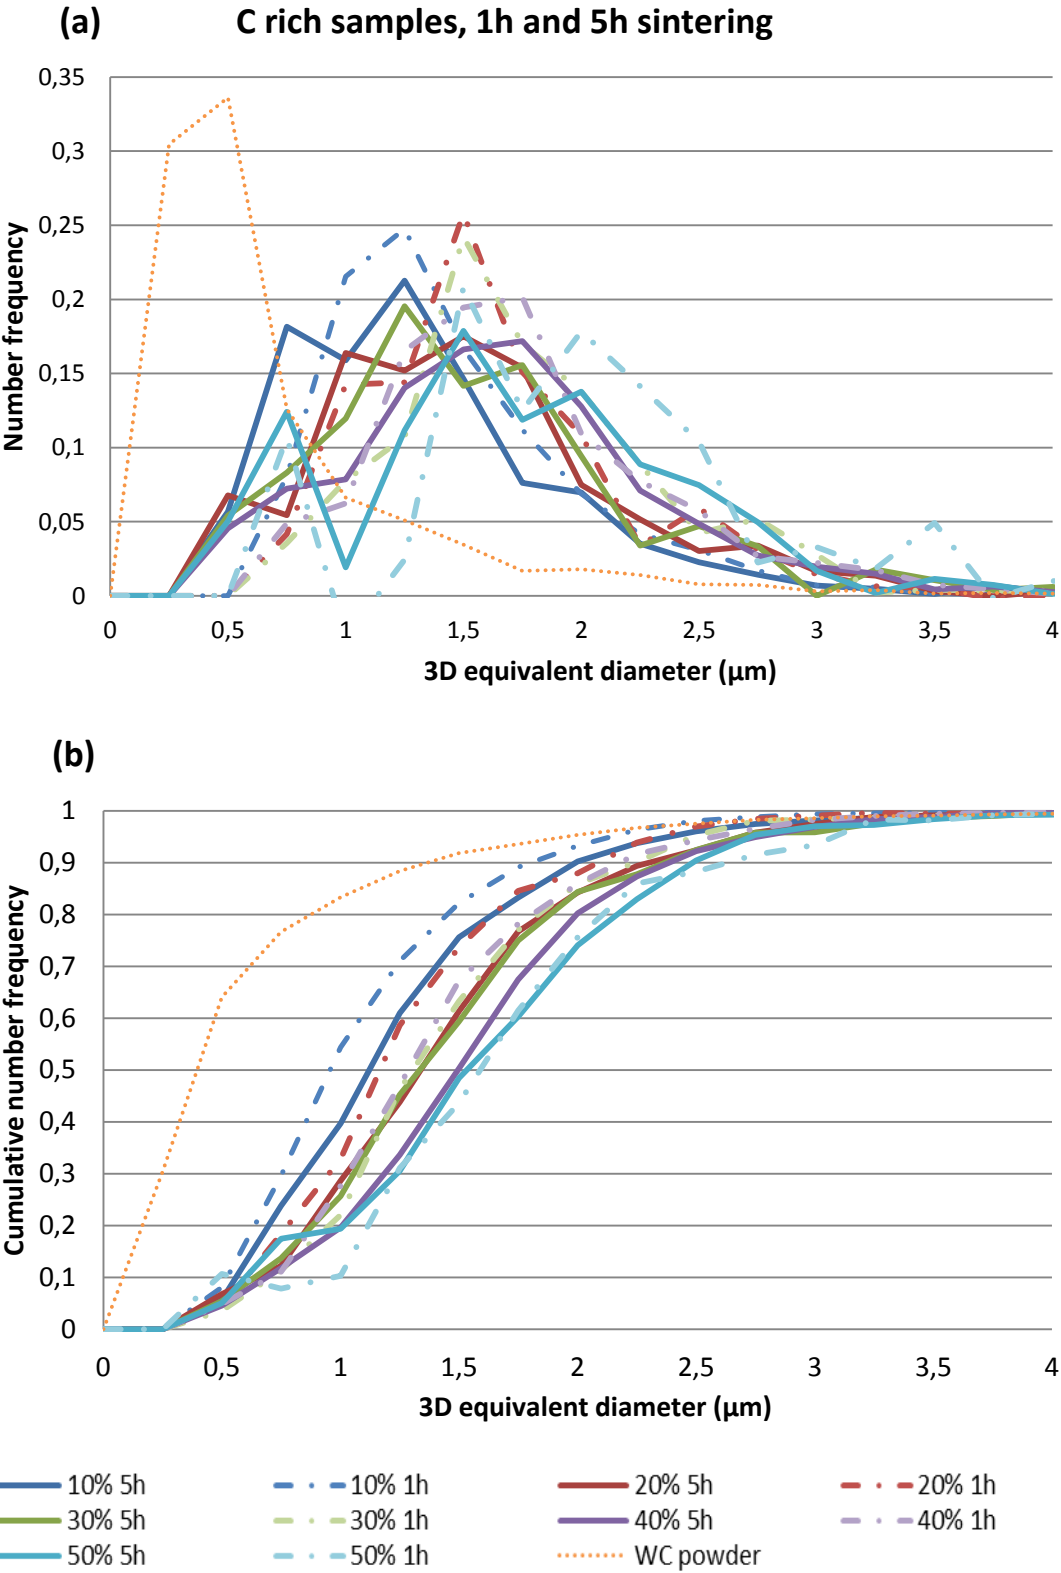 (a) C rich samples, 1h and 5h sintering
0,35
0,3
0,25
0,2
0,15
0,1
0,05
0
Number frequency
0 0,5 1 1,5 2 2,5 3 3,5 4
3D equivalent diameter (µm)
(b)
1
0,9
0,8
0,7
0,6
0,5
0,4
0,3
0,2
0,1
0
Cumulative number frequency
0 0,5 1 1,5 2 2,5 3 3,5 4
3D equivalent diameter (µm)
10% 5h 10% 1h 20% 5h 20% 1h
30% 5h 30% 1h 40% 5h 40% 1h
50% 5h 50% 1h WC powder